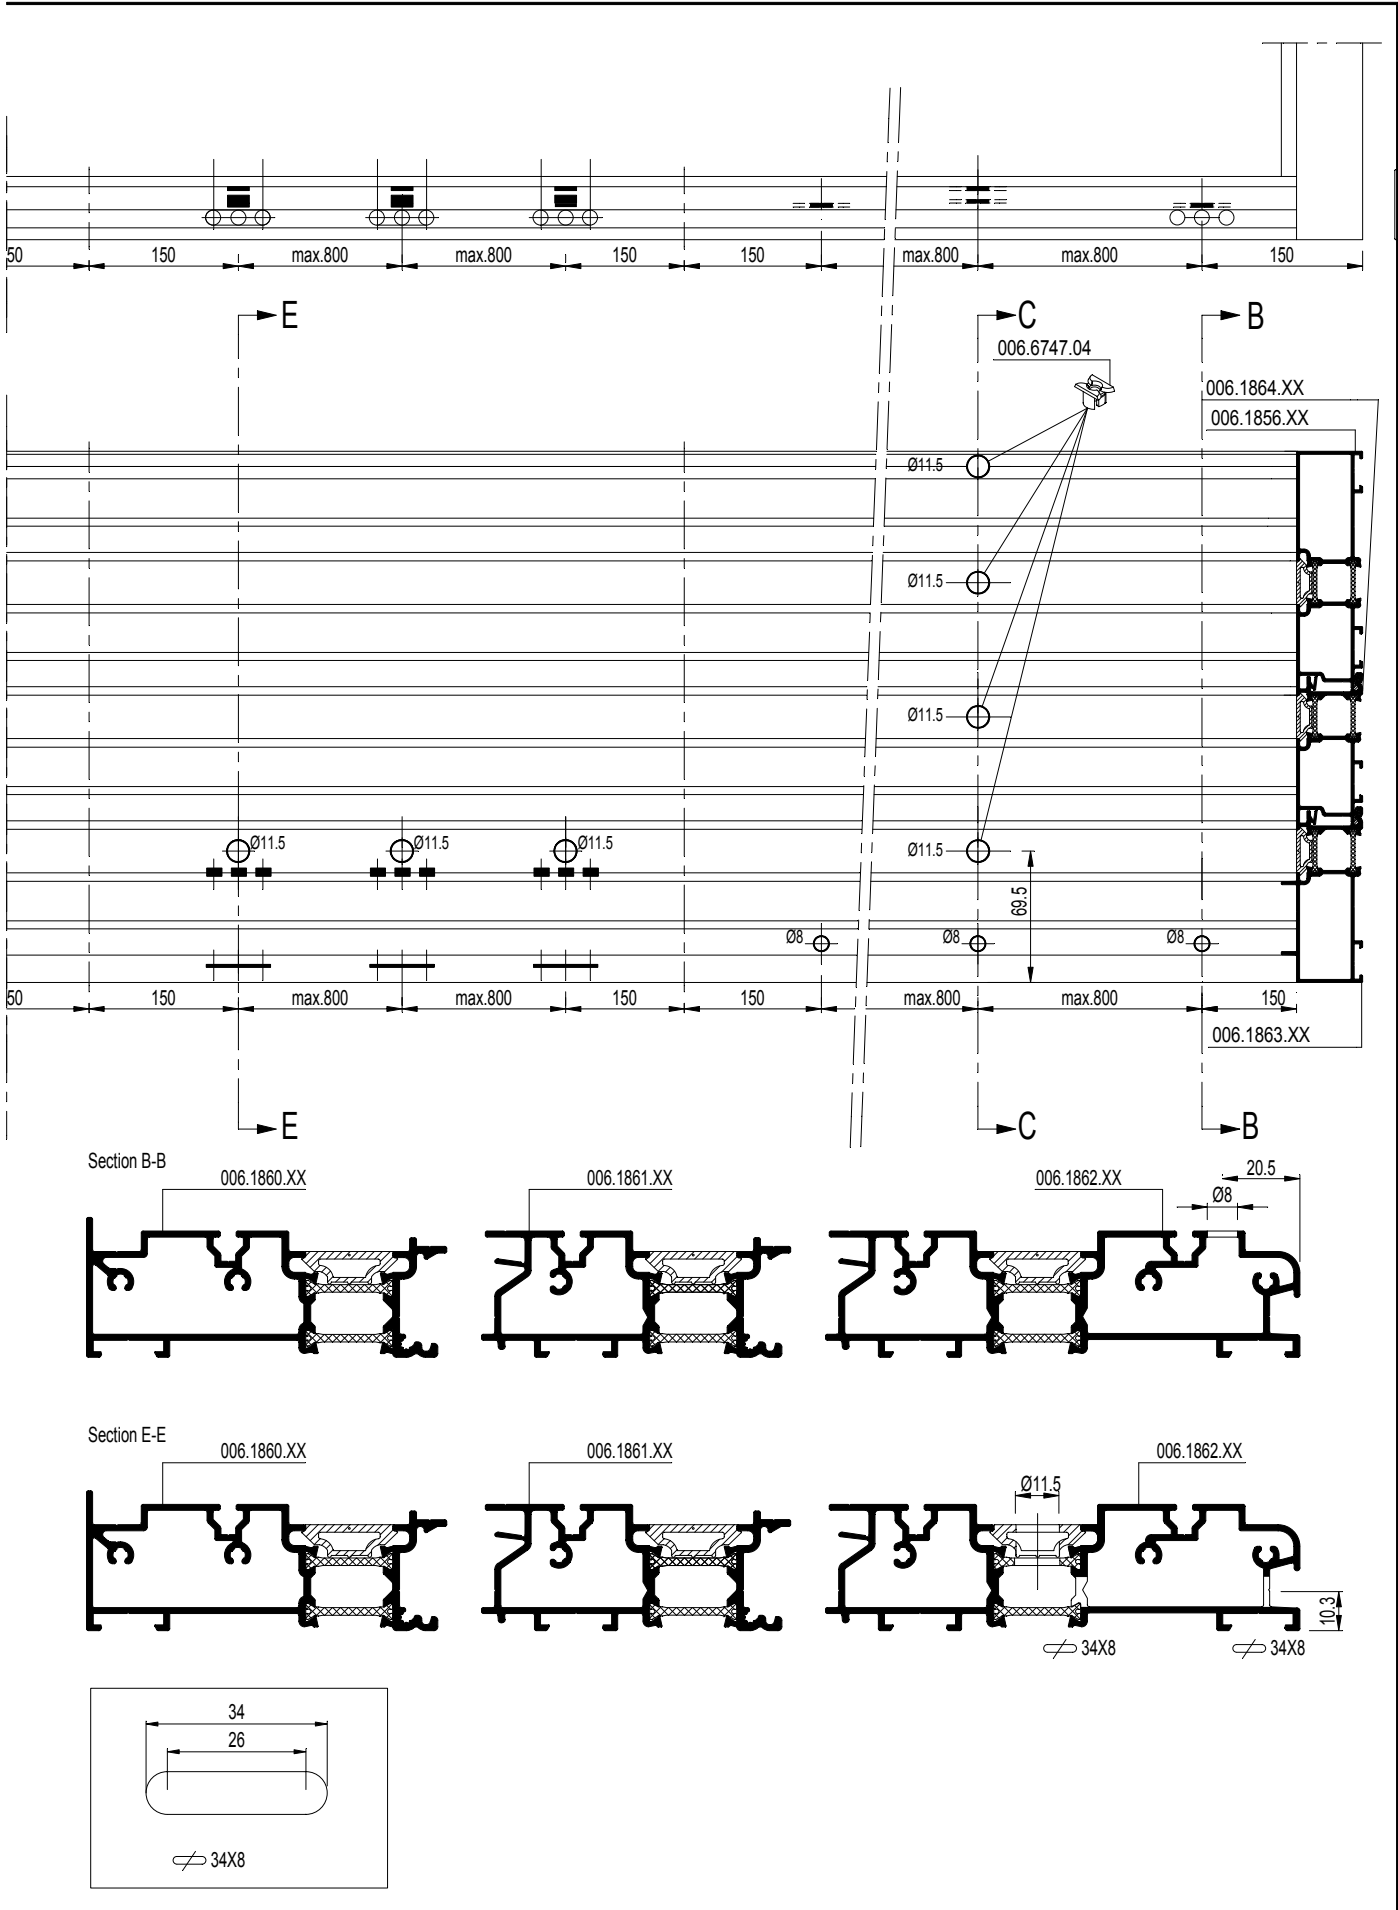 50 150 max.800 max.800 150 150 max.800 max.800 150
E C B
006.6747.04
006.1864.XX
006.1856.XX
Ø11.5
Ø11.5
Ø11.5
Ø11.5 Ø11.5 Ø11.5 Ø11.5
69.5
Ø8 Ø8 Ø8
50 150 max.800 max.800 150 150 max.800 max.800 150
006.1863.XX
E C B
Section B-B
006.1860.XX 006.1861.XX 006.1862.XX 20.5
Ø8
Section E-E
006.1860.XX 006.1861.XX 006.1862.XX
Ø11.5
10.3
34X8 34X8
34
26
34X8